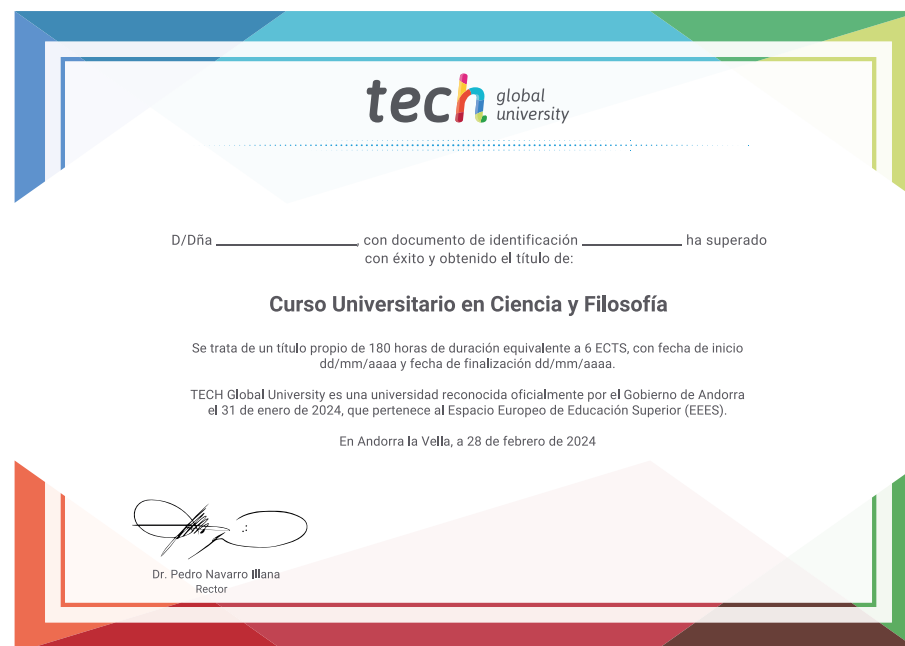 tech global university
D/Dña ________________, con documento de identificación ____________ ha superado
con éxito y obtenido el título de:
Curso Universitario en Ciencia y Filosofía
Se trata de un título propio de 180 horas de duración equivalente a 6 ECTS, con fecha de inicio
dd/mm/aaaa y fecha de finalización dd/mm/aaaa.
TECH Global University es una universidad reconocida oficialmente por el Gobierno de Andorra
el 31 de enero de 2024, que pertenece al Espacio Europeo de Educación Superior (EEES).
En Andorra la Vella, a 28 de febrero de 2024
Dr. Pedro Navarro Illana
Rector